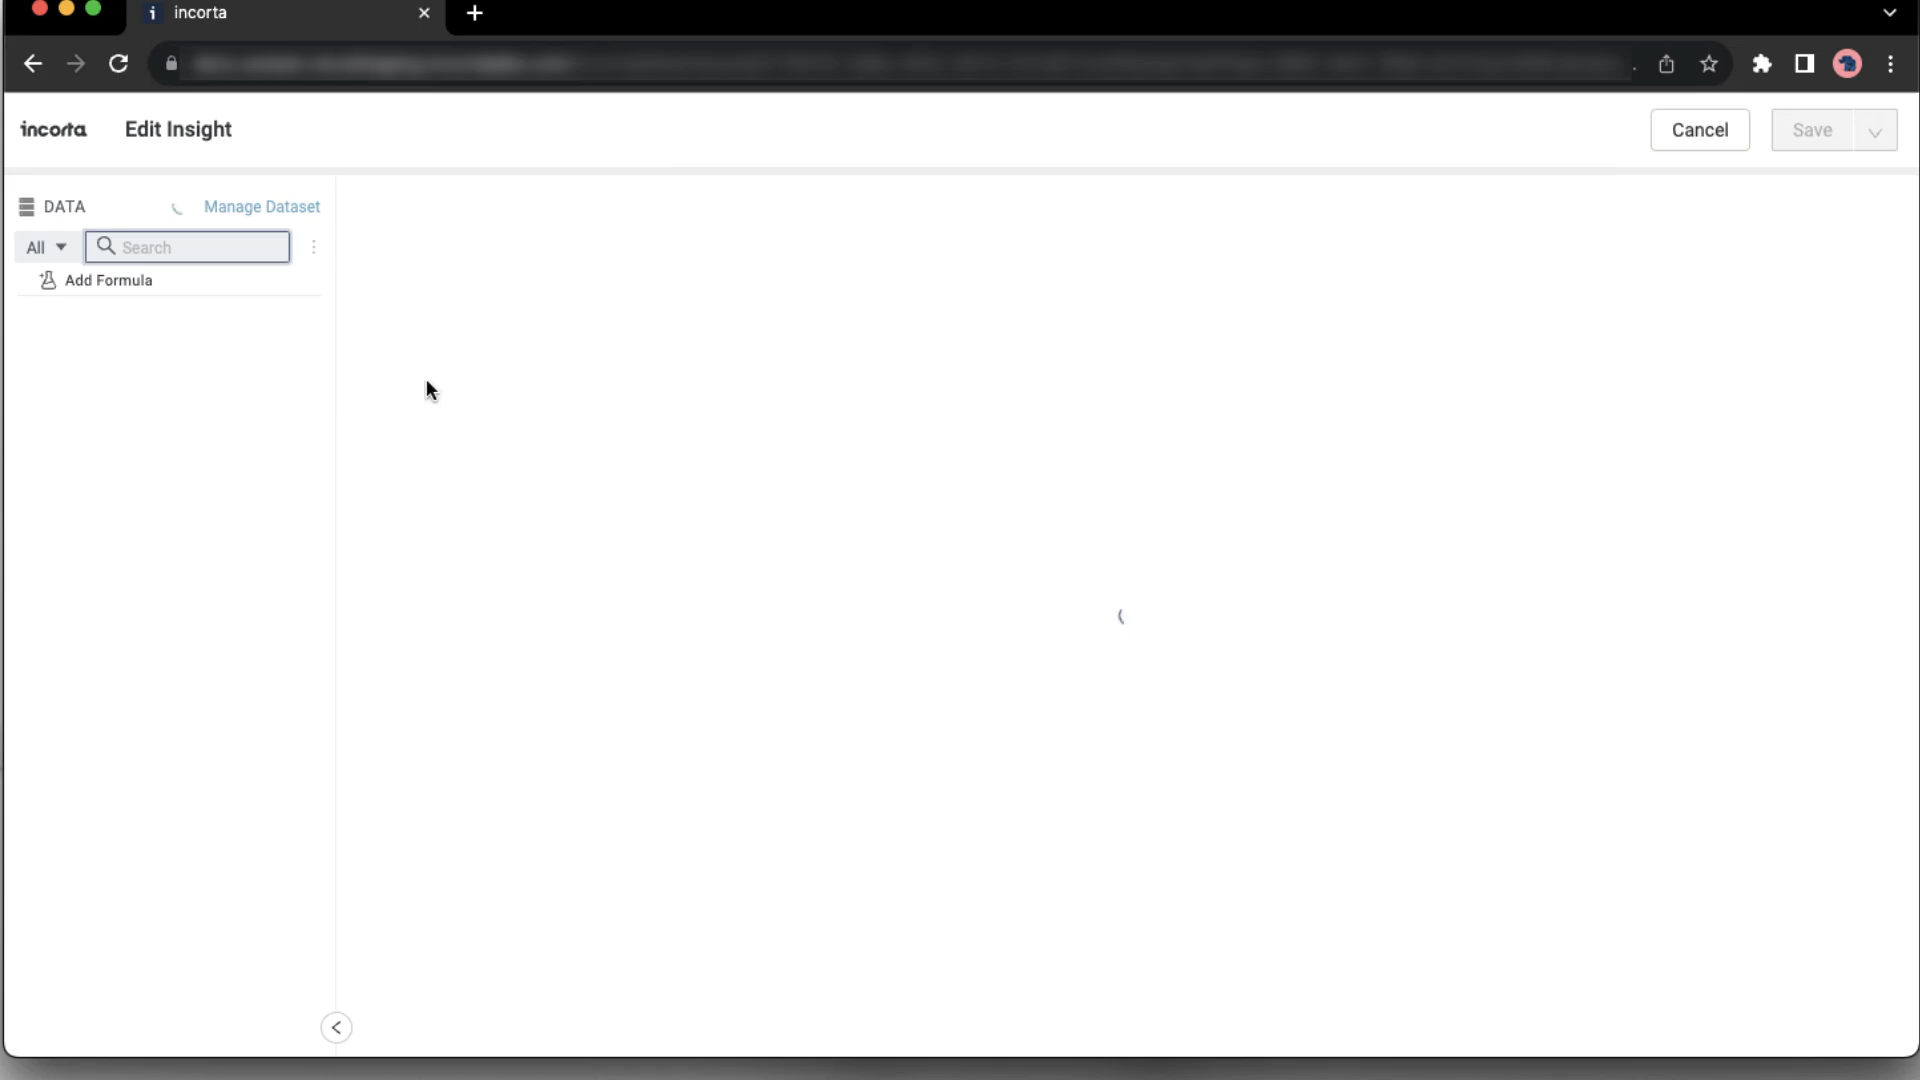 incorta
incorta Edit Insight Cancel Save
DATA Manage Dataset
All Search
Add Formula